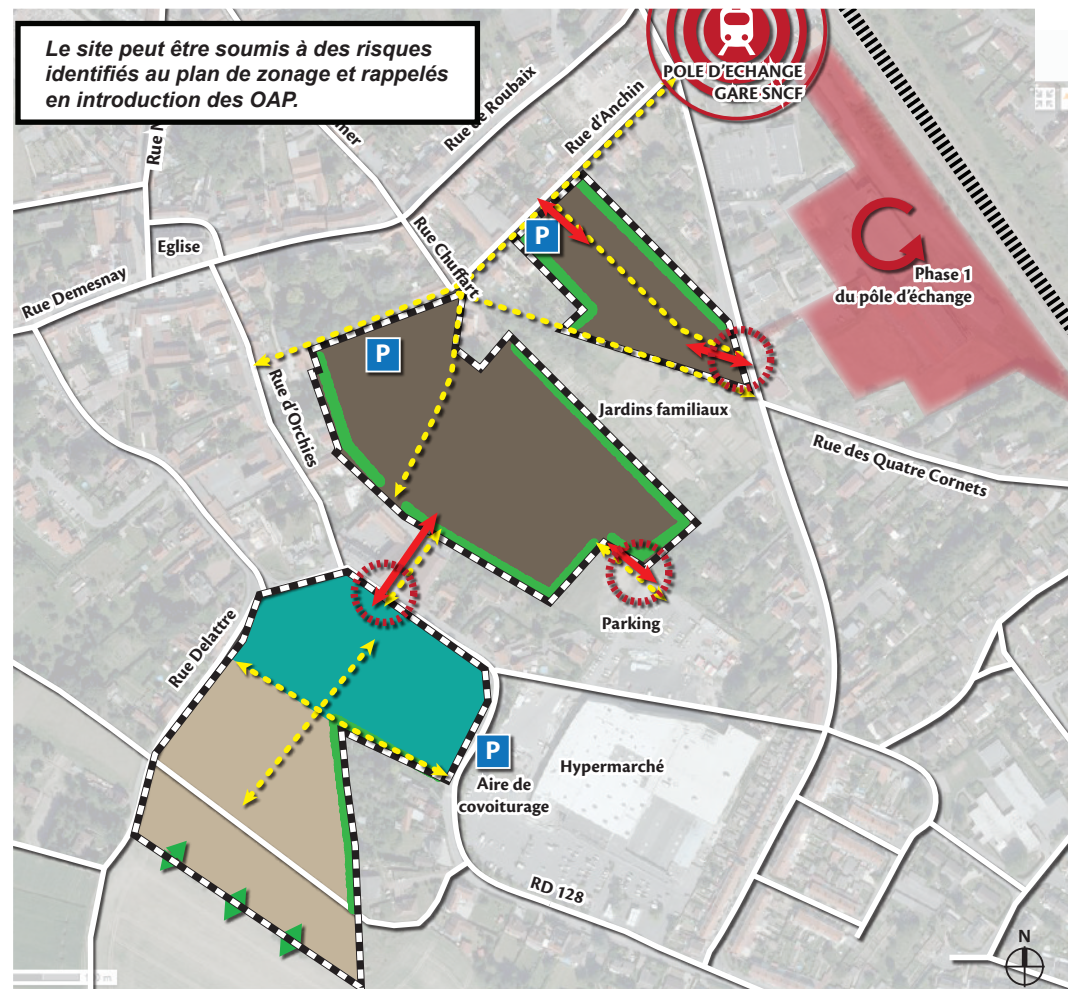 Le site peut être soumis à des risques
identifiés au plan de zonage et rappelés
en introduction des OAP.
POLE D'ECHANGE
GARE SNCF
Rue d'Anchin
Rue de Roubaix
Rue
Rue Chuffart
P
Eglise
Rue Demesnay
Phase 1
du pôle d'échange
P
Rue d'Orchies
Jardins familiaux
Rue des Quatre Cornets
Rue Delattre
Parking
P
Aire de
covoiturage
Hypermarché
RD 128
N